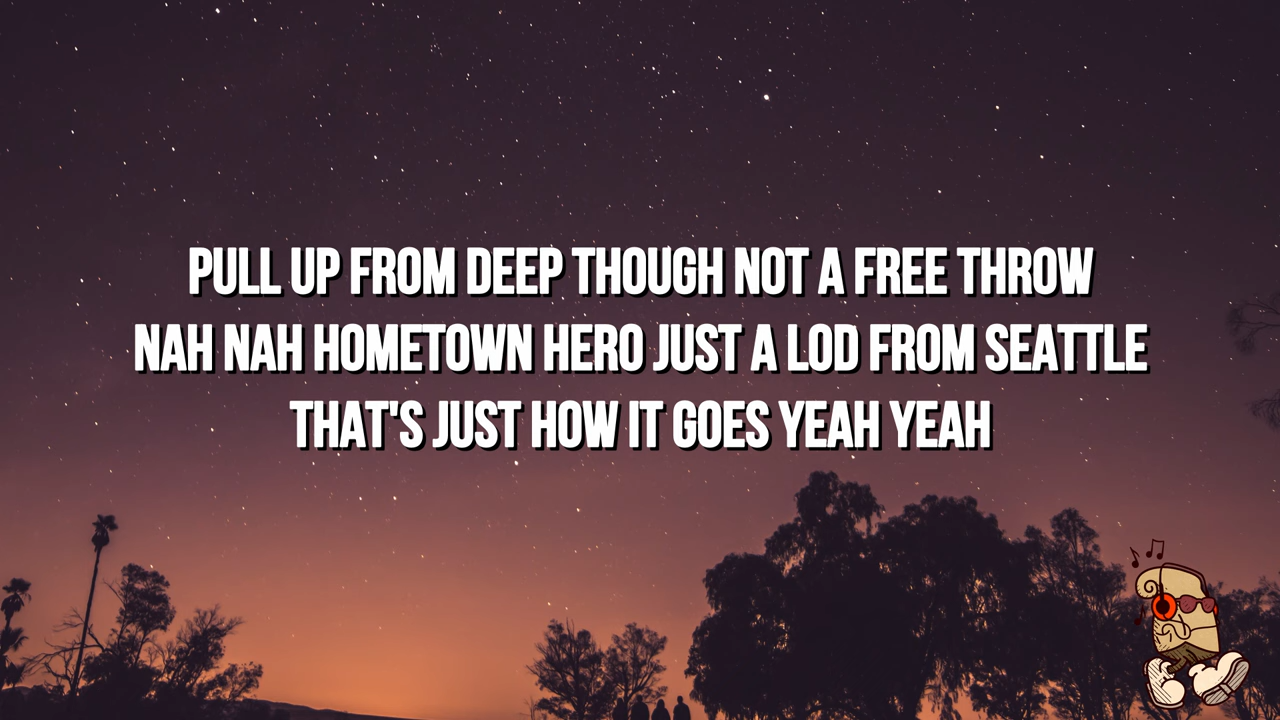 PULL UP FROM DEEP THOUGH NOT A FREE THROW
NAH NAH HOMETOWN HERO JUST A LOD FROM SEATTLE
THAT'S JUST HOW IT GOES YEAH YEAH